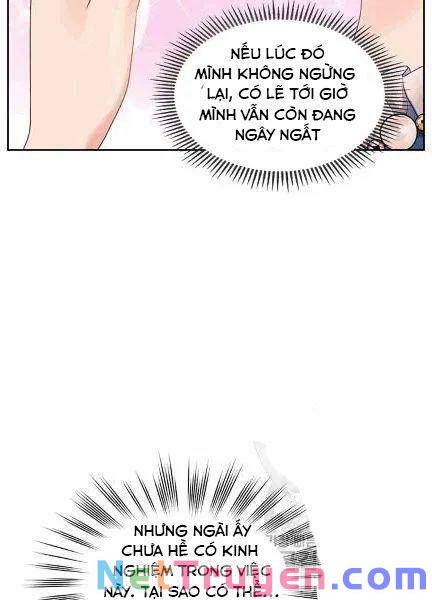 NẾU LÚC ĐÓ
MÌNH KHÔNG NGỪNG
LẠI, CÓ LẼ TỚI GIỜ
MÌNH VẪN CÒN ĐANG
NGÂY NGẤT
NHƯNG NGÀI ẤY
CHƯA HỀ CÓ KINH
NGHIỆM TRONG VIỆC
NÀY. TẠI SAO CÓ THỂ...
NetTruyen.com